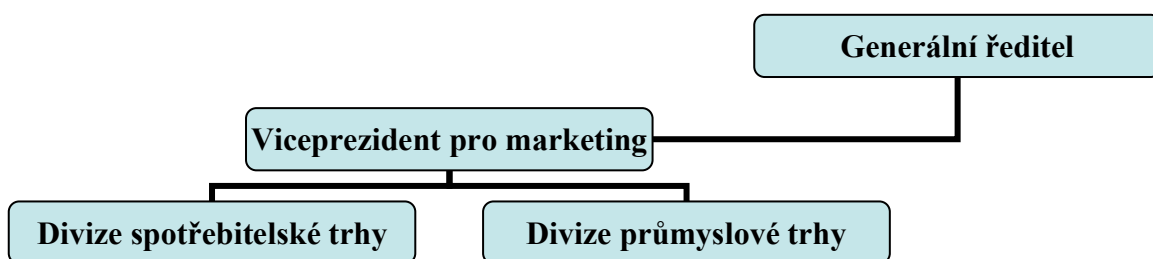 Generální ředitel
Viceprezident pro marketing
Divize spotřebitelské trhy
Divize průmyslové trhy